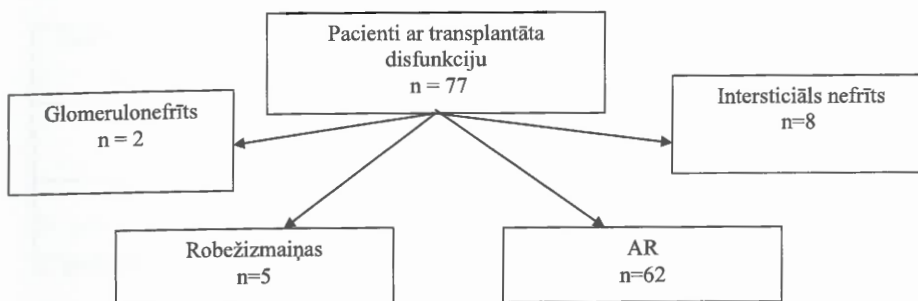 Pacienti ar transplantāta
disfunkciju
n = 77
Glomerulonefrīts
n = 2
Intersticiāls nefrīts
n=8
Robežizmaiņas
n=5
AR
n=62